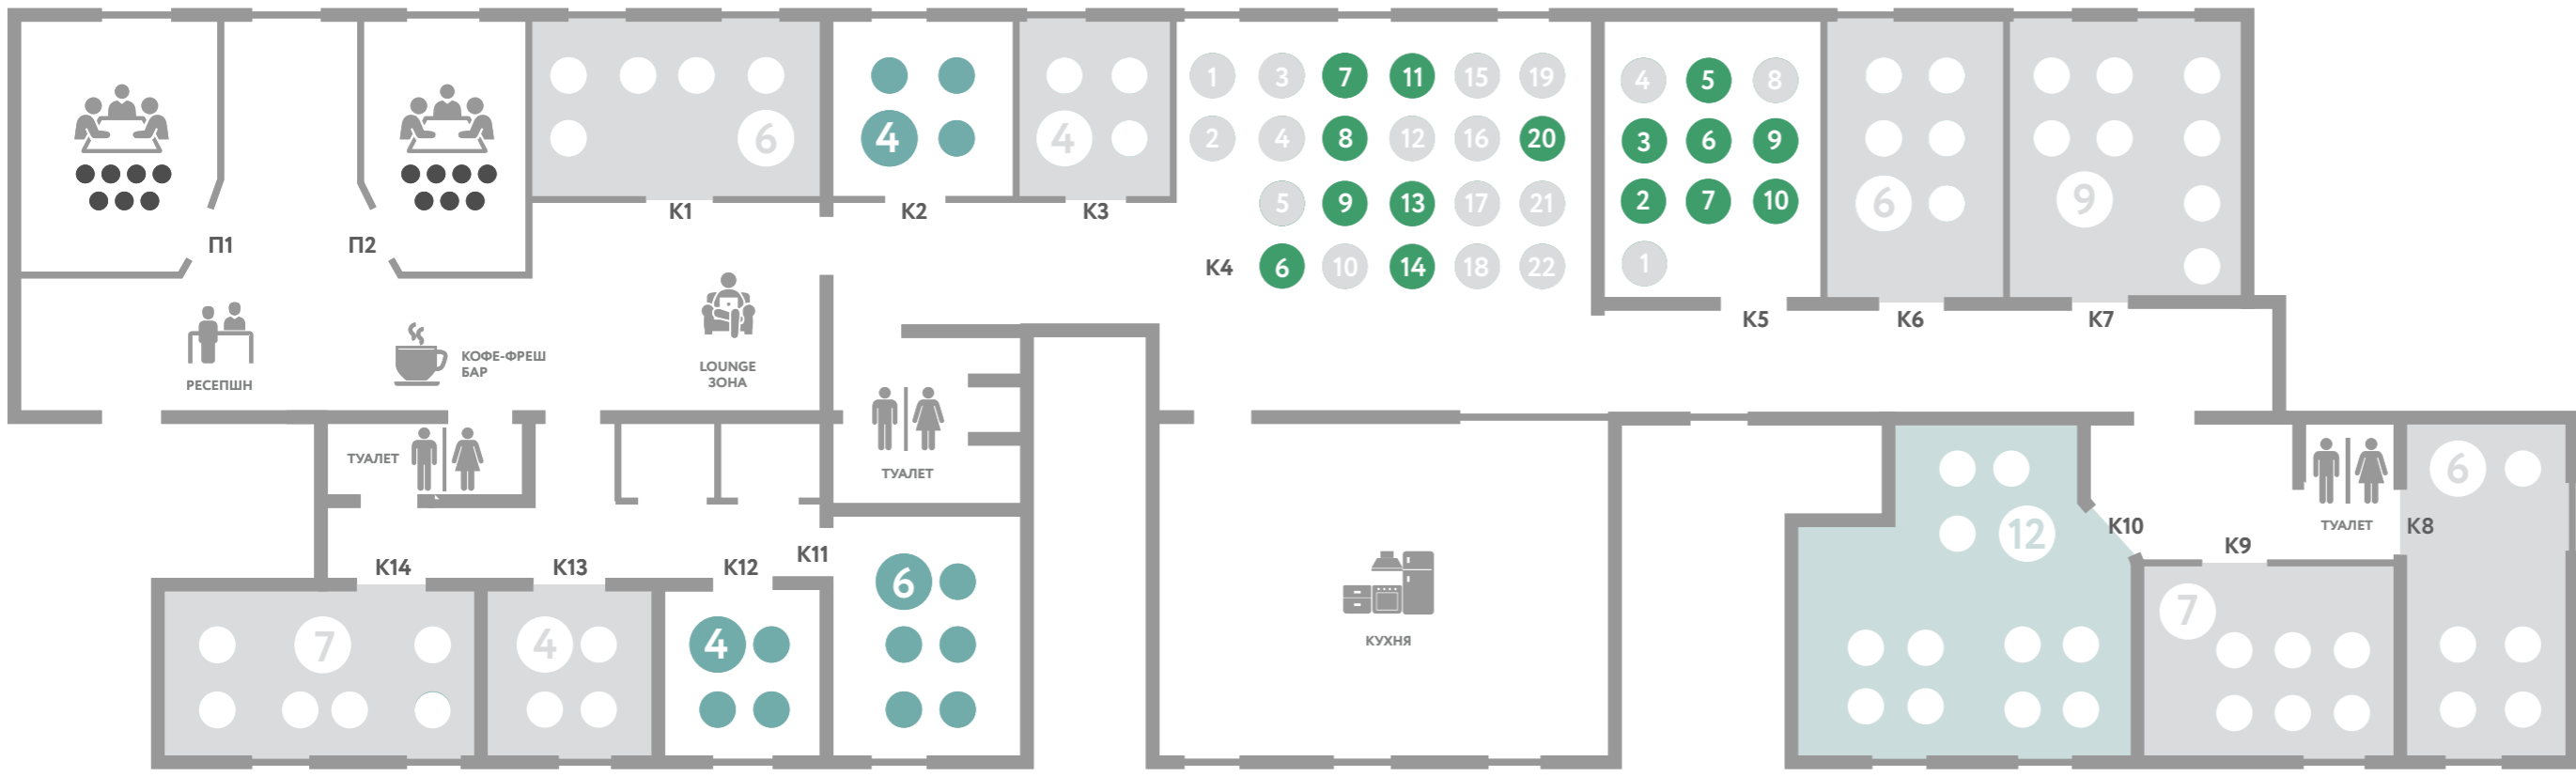 1 3 7 11 15 19
4 5 8
6 4 4 2 4 8 12 16 20
3 6 9
5 9 13 17 21
2 7 10
6 9
К1 К2 К3
П1 П2
К4 6 10 14 18 22
1
К5 К6 К7
КОФЕ-ФРЕШ
БАР
LOUNGE
ЗОНА
РЕСЕПШН
ТУАЛЕТ
ТУАЛЕТ
6
12
К10
ТУАЛЕТ
К8
К9
К11
К14 К13 К12
6
7
КУХНЯ
7 4 4